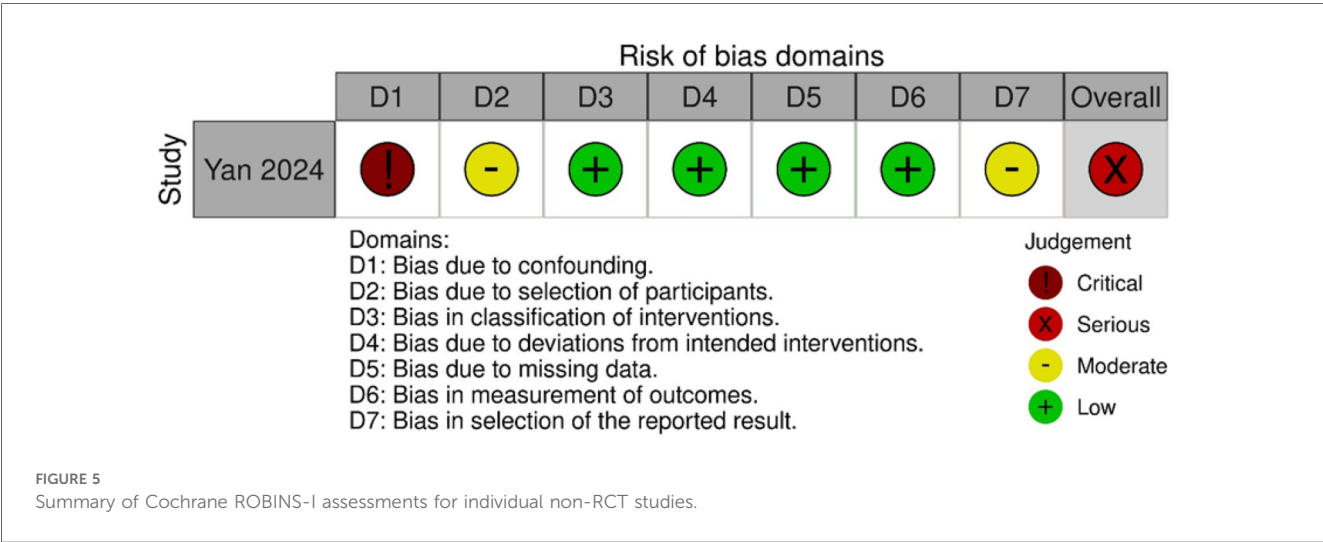 Risk of bias domains
D1 D2 D3 D4 D5 D6 D7 Overall
Study
Yan 2024 ! - + + + + - X
Domains:
D1: Bias due to confounding.
D2: Bias due to selection of participants.
D3: Bias in classification of interventions.
D4: Bias due to deviations from intended interventions.
D5: Bias due to missing data.
D6: Bias in measurement of outcomes.
D7: Bias in selection of the reported result.
Judgement
! Critical
X Serious
- Moderate
+ Low
FIGURE 5
Summary of Cochrane ROBINS-I assessments for individual non-RCT studies.